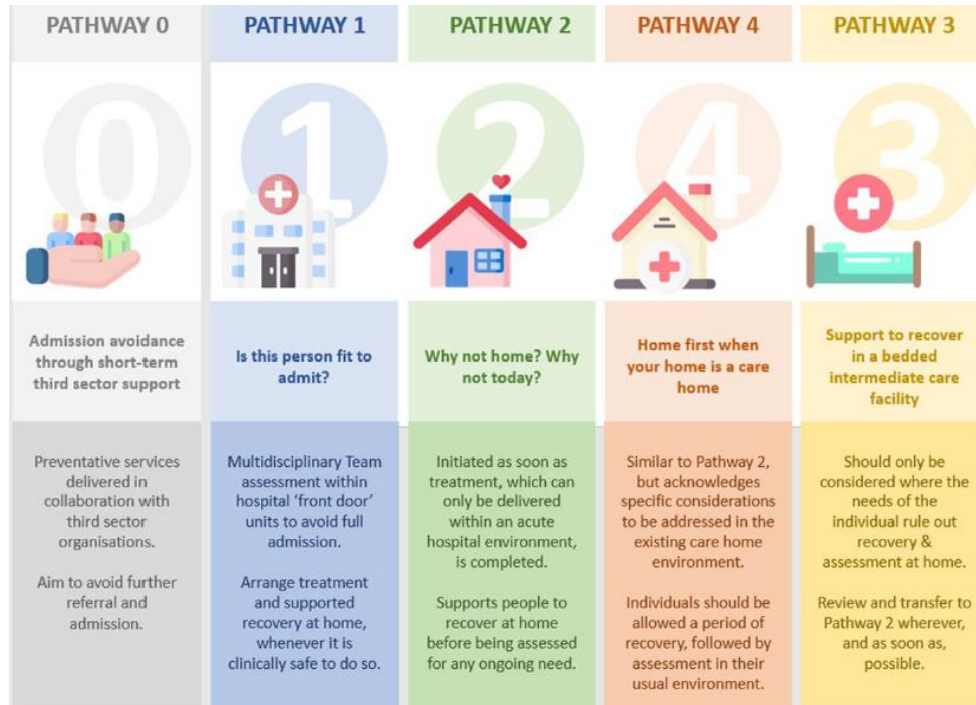 PATHWAY 0
0
Admission avoidance
through short-term
third sector support
Preventative services
delivered in
collaboration with
third sector
organisations.
Aim to avoid further
referral and
admission.
PATHWAY 1
1
Is this person fit to
admit?
Multidisciplinary Team
assessment within
hospital ‘front door’
units to avoid full
admission.
Arrange treatment
and supported
recovery at home,
whenever it is
clinically safe to do so.
PATHWAY 2
2
Why not home? Why
not today?
Initiated as soon as
treatment, which can
only be delivered
within an acute
hospital environment,
is completed.
Supports people to
recover at home
before being assessed
for any ongoing need.
PATHWAY 4
4
Home first when
your home is a care
home
Similar to Pathway 2,
but acknowledges
specific considerations
to be addressed in the
existing care home
environment.
Individuals should be
allowed a period of
recovery, followed by
assessment in their
usual environment.
PATHWAY 3
3
Support to recover
in a bedded
intermediate care
facility
Should only be
considered where the
needs of the
individual rule out
recovery &
assessment at home.
Review and transfer to
Pathway 2 wherever,
and as soon as,
possible.